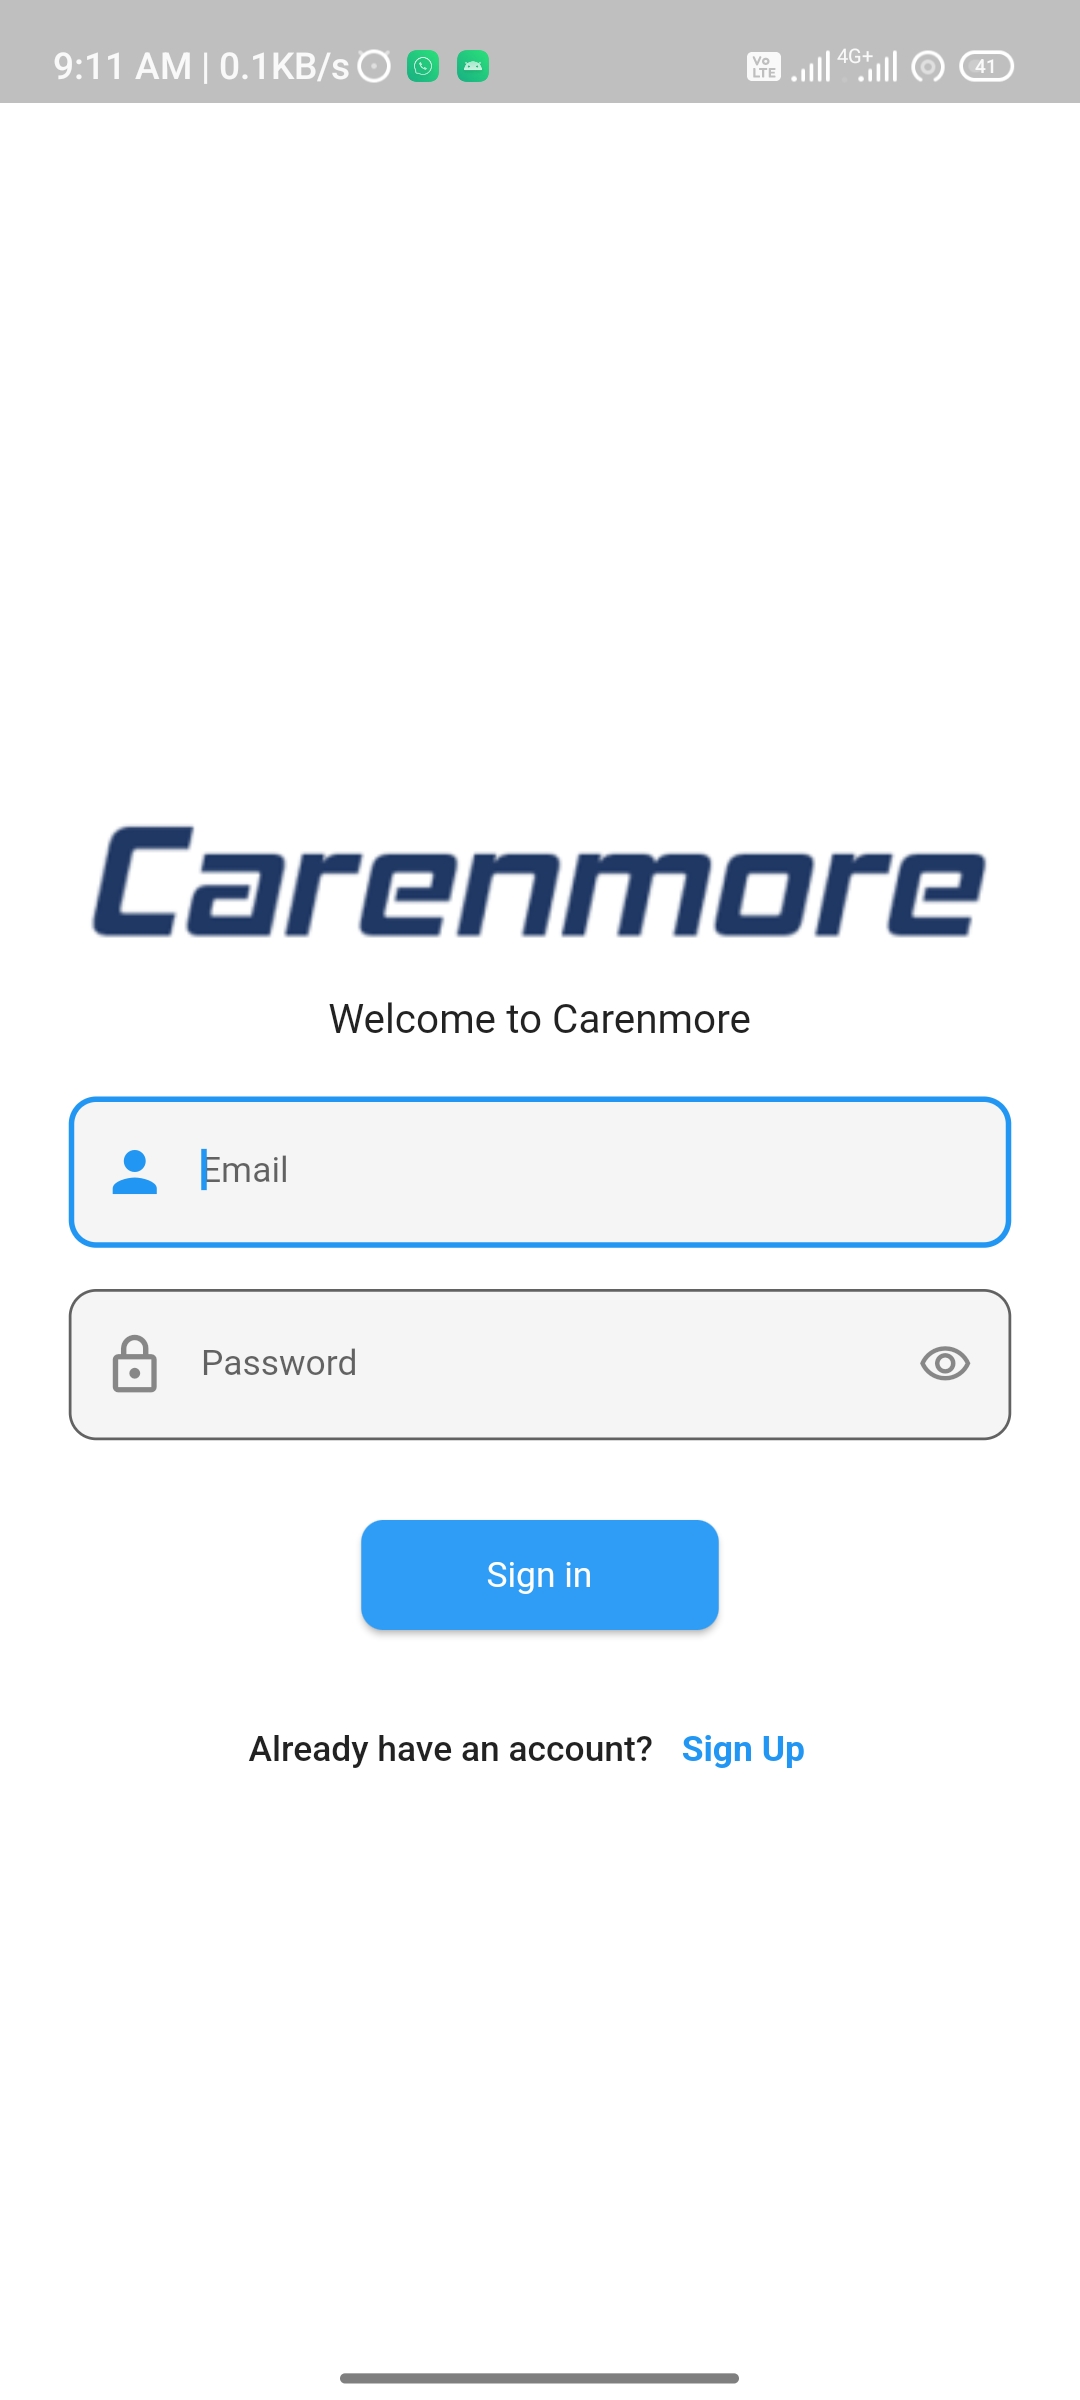 9:11 AM | 0.1KB/s Vo LTE 4G+ 41
Carenmore
Welcome to Carenmore
Email
Password
Sign in
Already have an account? Sign Up